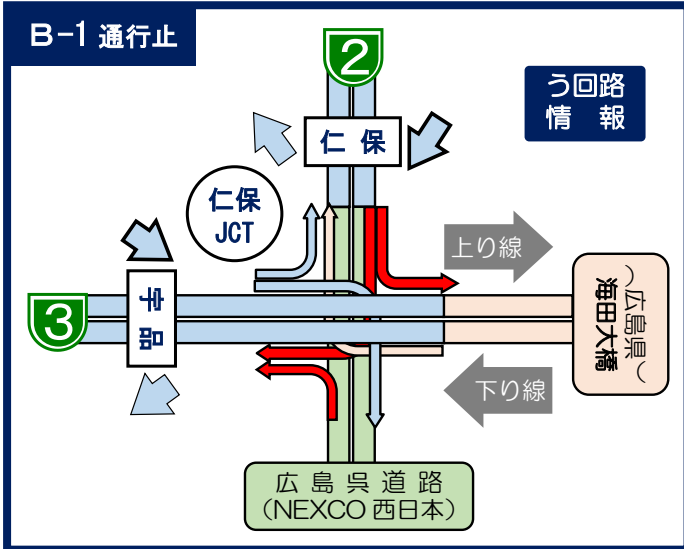 B-1 通行止
2
う回路
情 報
仁 保
仁保
JCT
上り線
宇品
3
(広島県)
海田大橋
下り線
広 島 呉 道 路
(NEXCO 西日本)